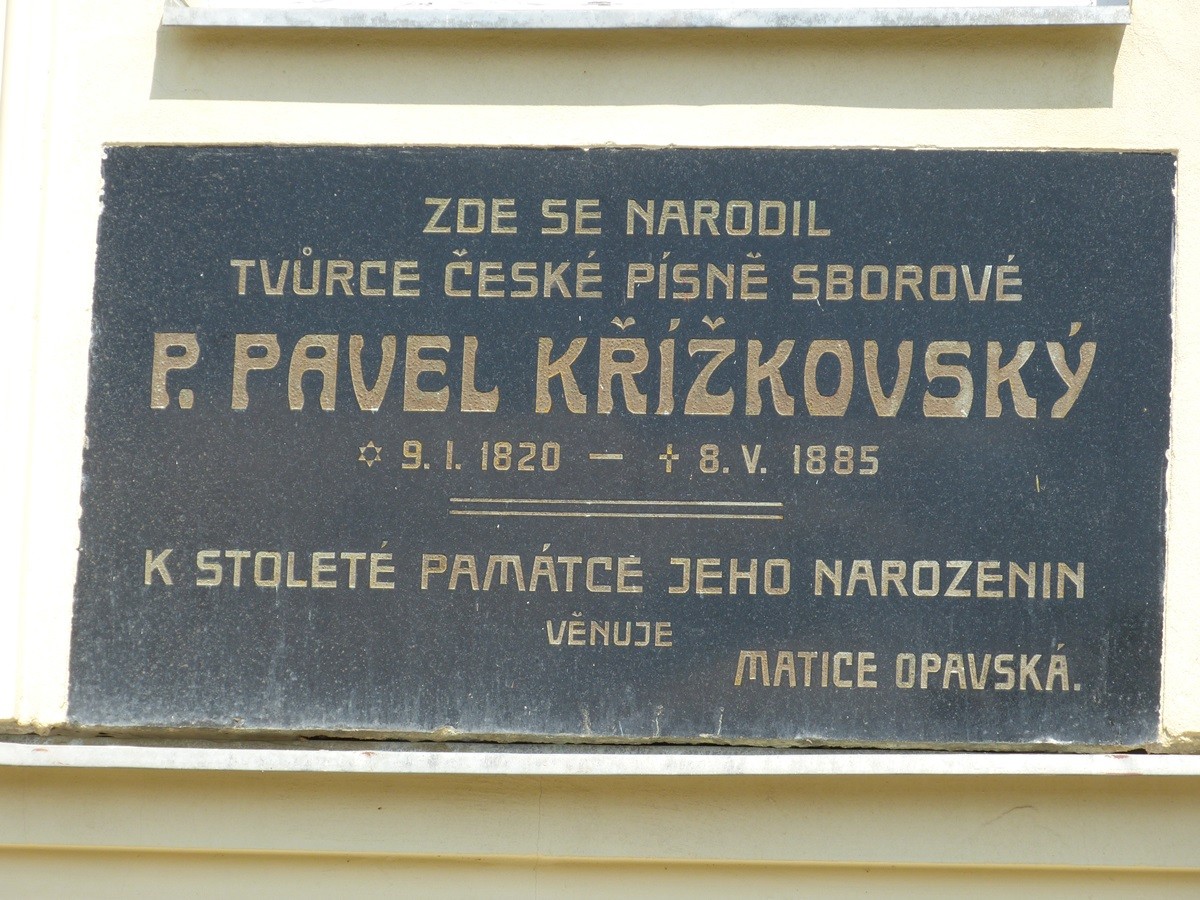 ZDE SE NARODIL
TVŮRCE ČESKÉ PÍSNĚ SBOROVÉ
P. PAVEL KŘÍŽKOVSKÝ
✡ 9. I. 1820 — ✝ 8. V. 1885
K STOLETÉ PAMÁTCE JEHO NAROZENIN
VĚNUJE
MATICE OPAVSKÁ.